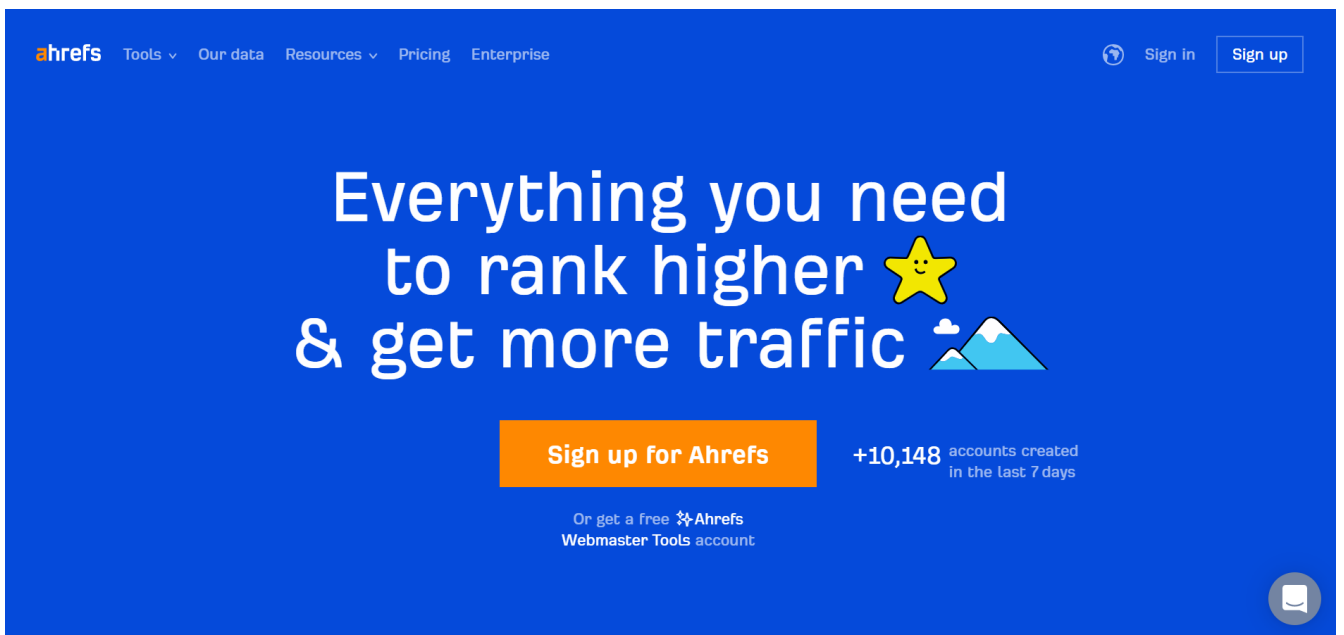 ahrefs Tools Our data Resources Pricing Enterprise Sign in Sign up
Everything you need
to rank higher
& get more traffic
Sign up for Ahrefs
+10,148 accounts created
in the last 7 days
Or get a free Ahrefs
Webmaster Tools account